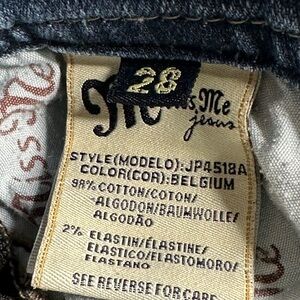 28
Miss Me
jeans
STYLE(MODELO):JP4518A
COLOR(COR):BELGIUM
98% COTTON/COTON/
ALGODON/BAUMWOLLE/
ALGODÃO
2% ELASTIN/ÉLASTINE/
ELASTICO/ELASTOMORO/
ELASTANO
SEE REVERSE FOR CARE